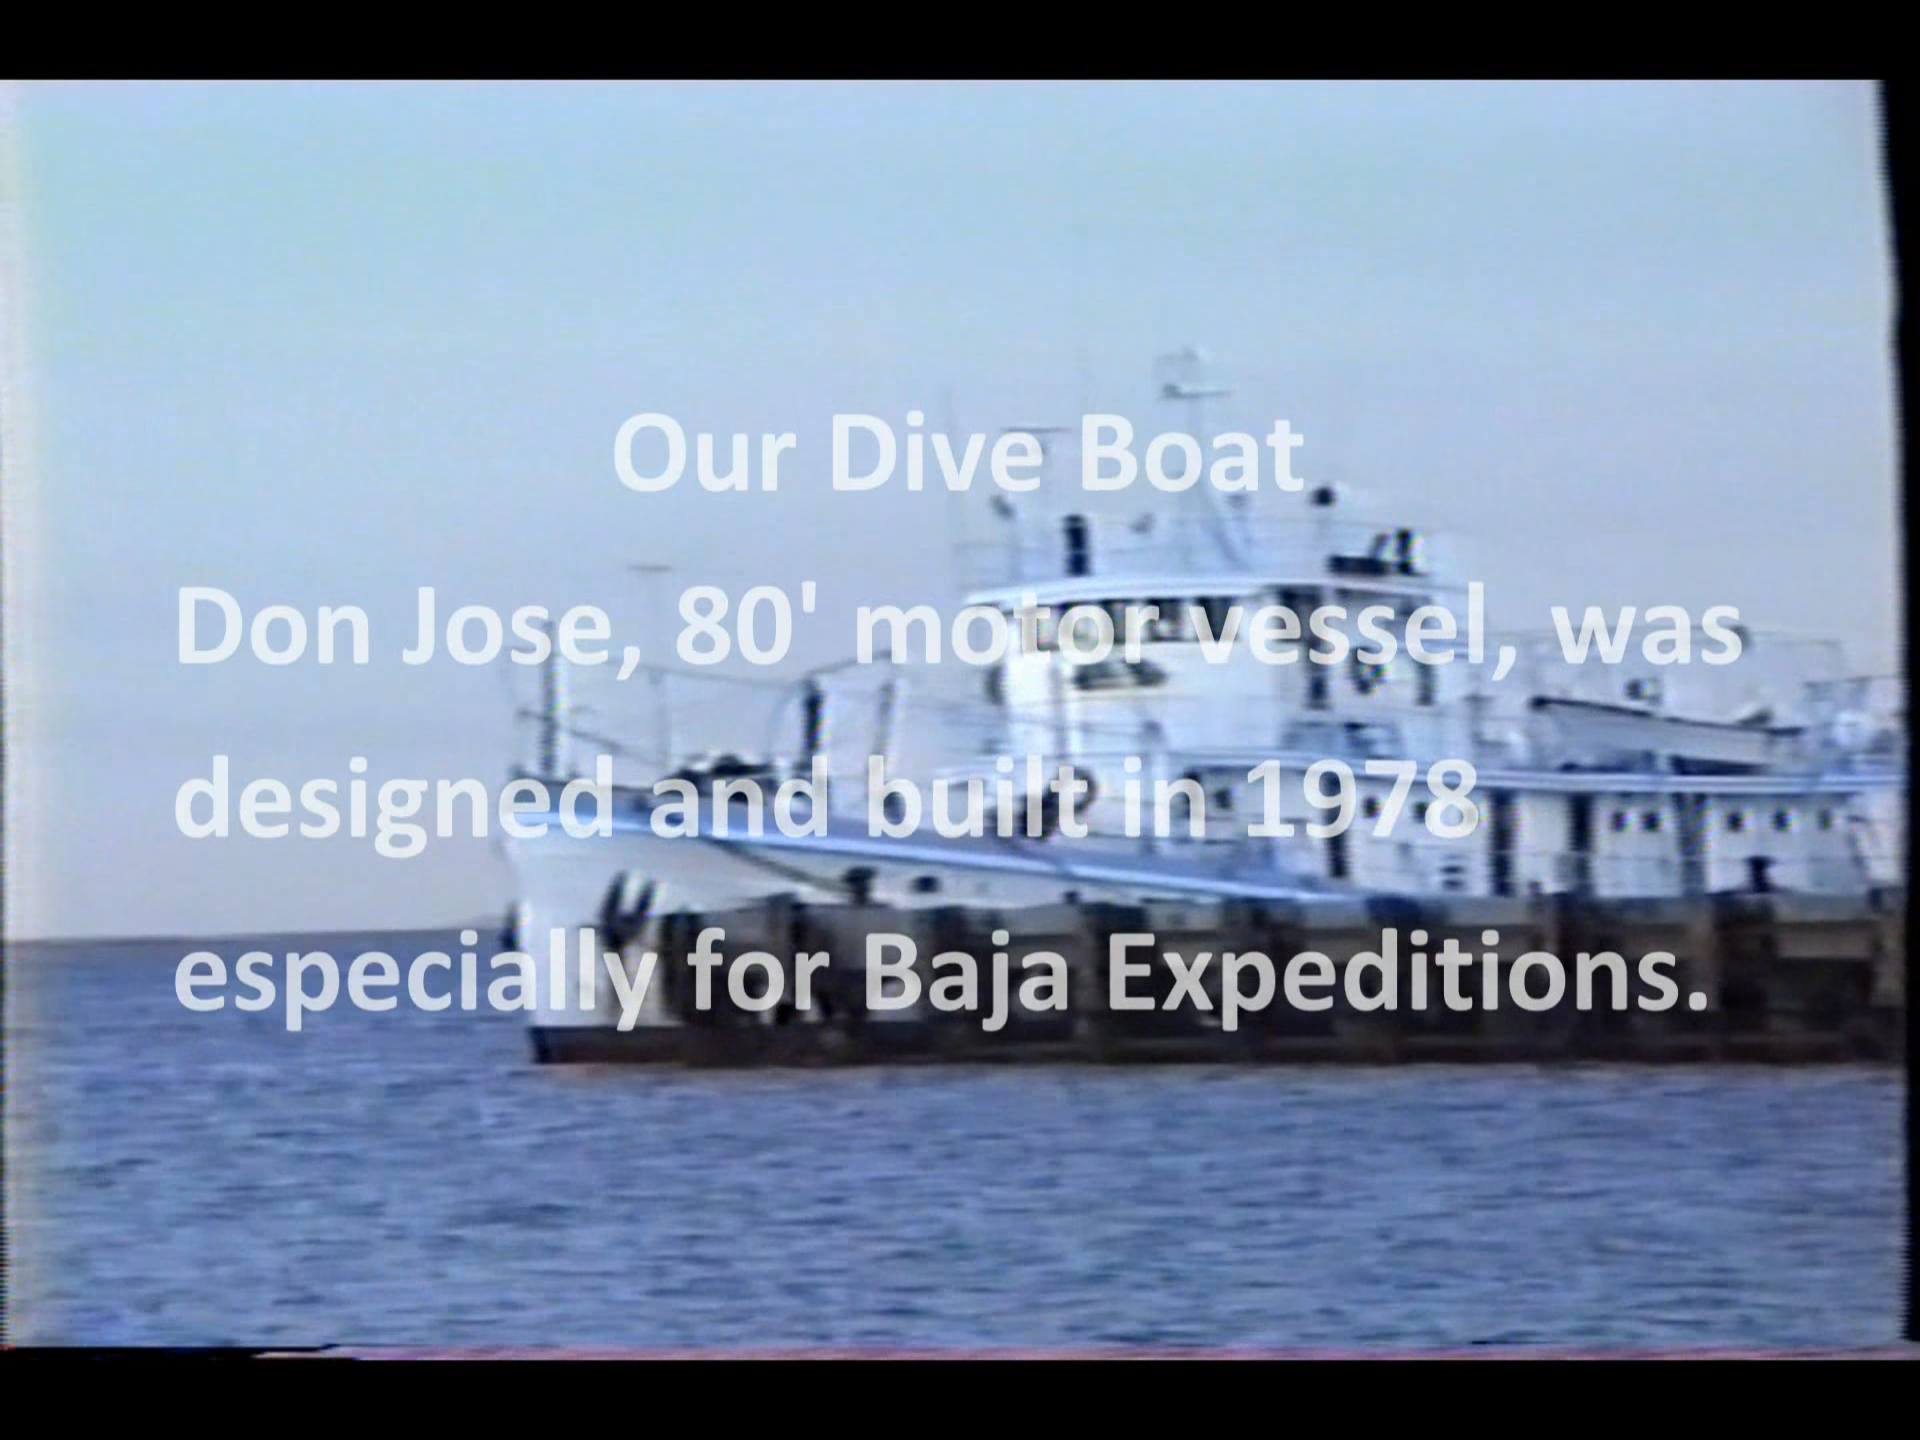 Our Dive Boat
Don Jose, 80' motor vessel, was
designed and built in 1978
especially for Baja Expeditions.